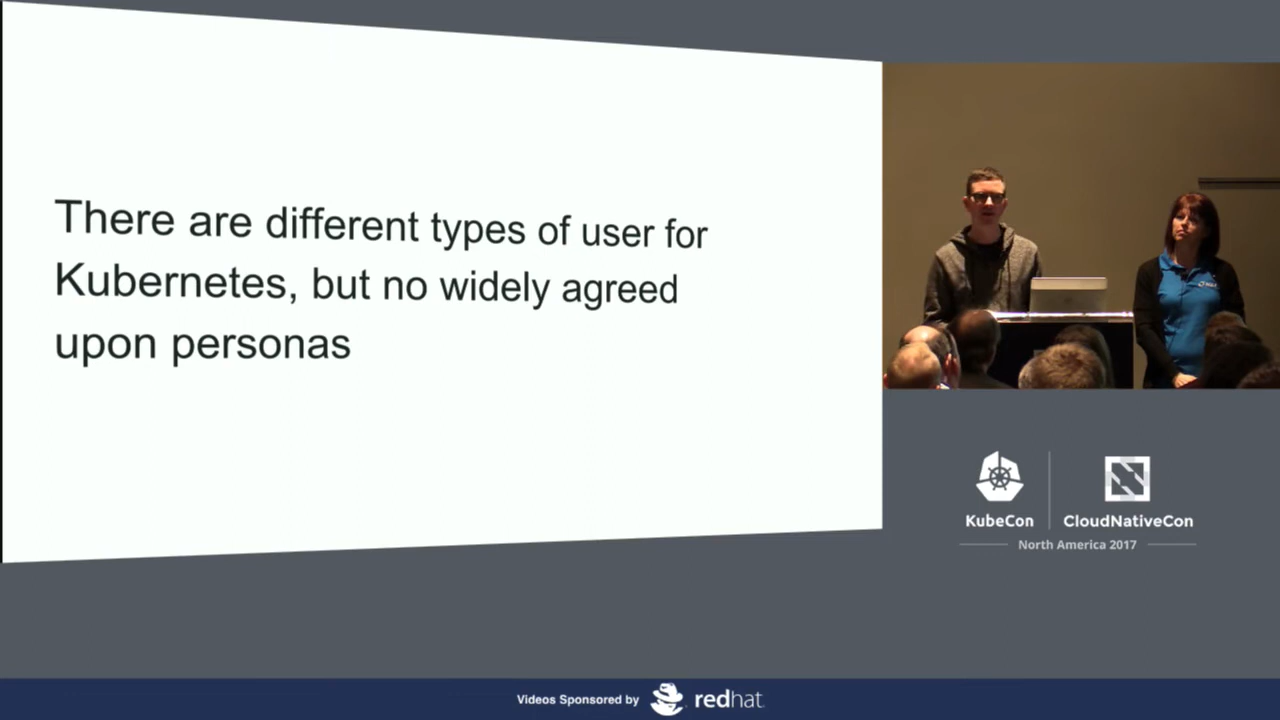 There are different types of user for
Kubernetes, but no widely agreed
upon personas
KubeCon
CloudNativeCon
North America 2017
Videos Sponsored by
redhat